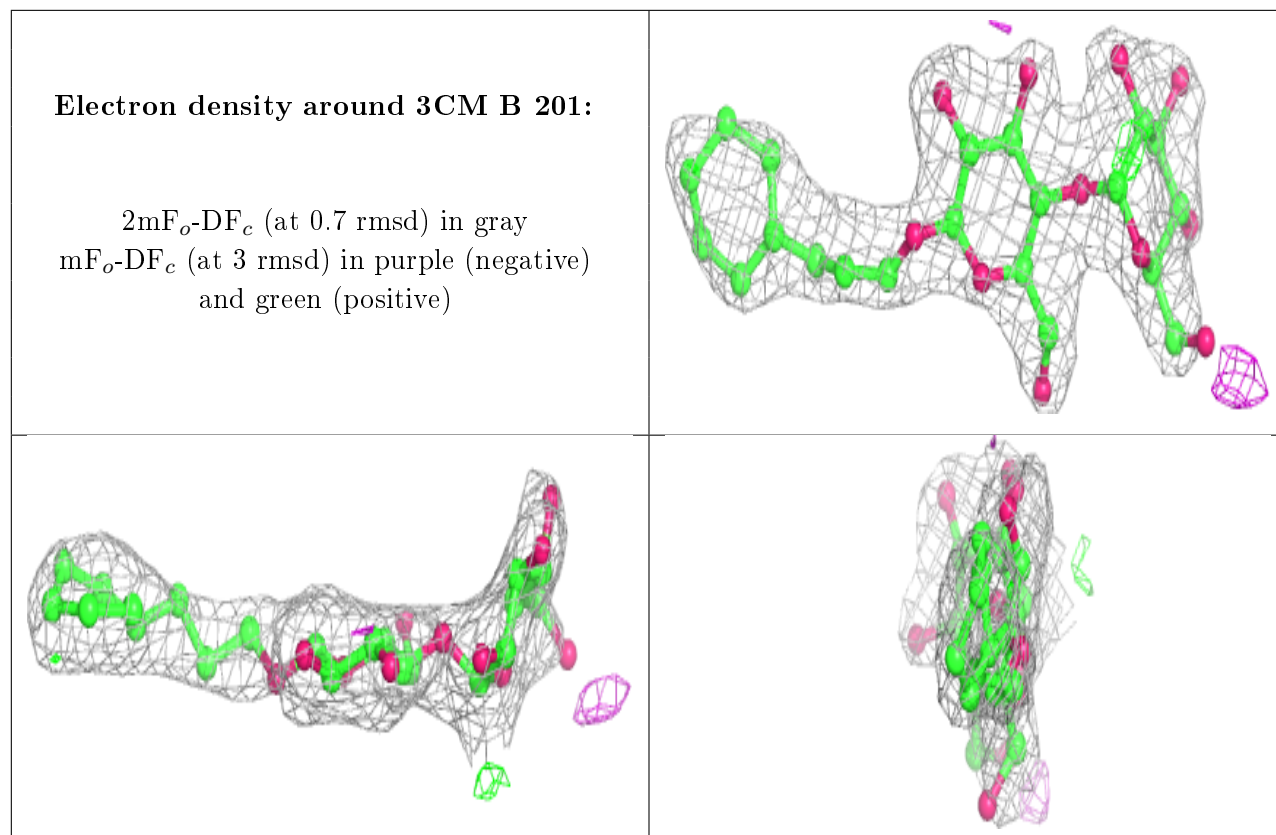 Electron density around 3CM B 201:
2mFo-DFc (at 0.7 rmsd) in gray
mFo-DFc (at 3 rmsd) in purple (negative)
and green (positive)